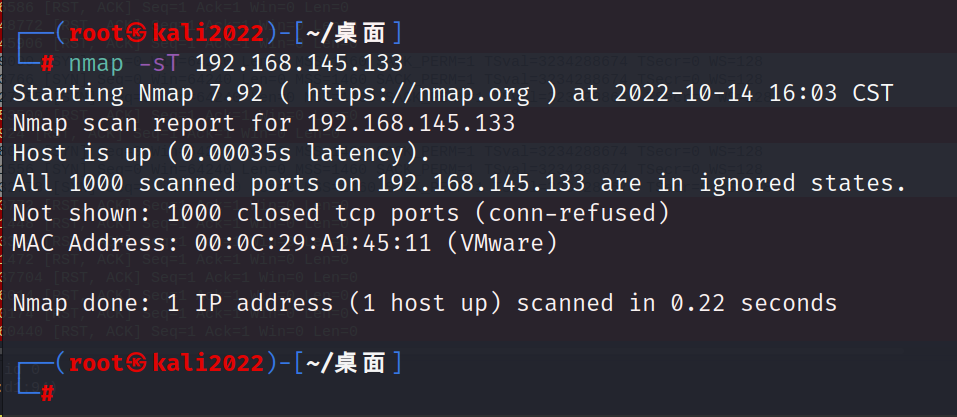 ┌──(root㉿kali2022)-[~/桌面]
└─# nmap -sT 192.168.145.133
Starting Nmap 7.92 ( https://nmap.org ) at 2022-10-14 16:03 CST
Nmap scan report for 192.168.145.133
Host is up (0.00035s latency).
All 1000 scanned ports on 192.168.145.133 are in ignored states.
Not shown: 1000 closed tcp ports (conn-refused)
MAC Address: 00:0C:29:A1:45:11 (VMware)
Nmap done: 1 IP address (1 host up) scanned in 0.22 seconds
┌──(root㉿kali2022)-[~/桌面]
└─#